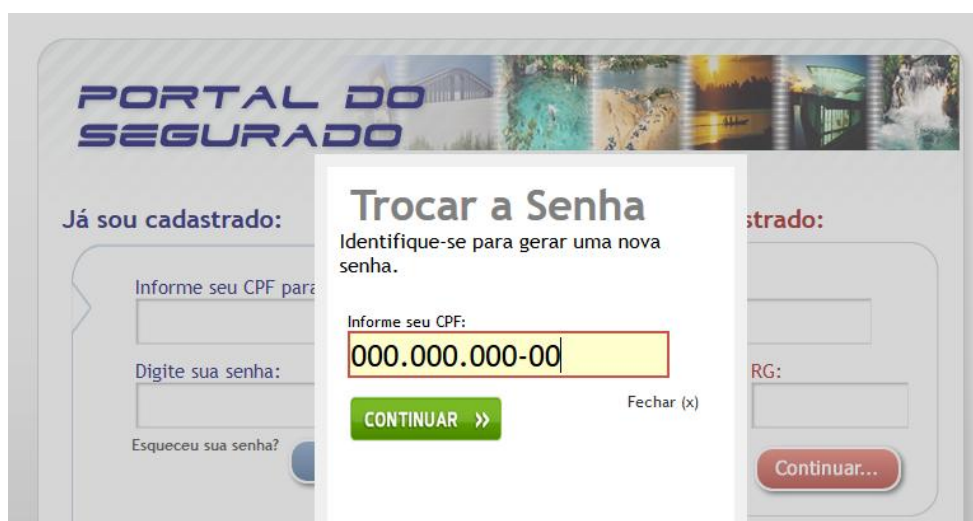 PORTAL DO
SEGURADO
Já sou cadastrado:
strado:
Informe seu CPF para
Digite sua senha:
RG:
Esqueceu sua senha?
Continuar...
Trocar a Senha
Identifique-se para gerar uma nova
senha.
Informe seu CPF:
000.000.000-00
CONTINUAR »
Fechar (x)